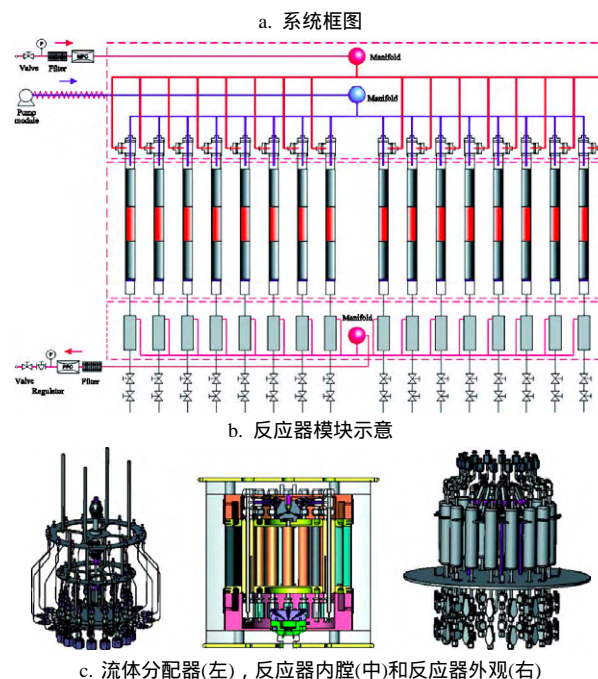 a. 系统框图
P
MFC
Valve
Filter
Manifold
Manifold
Pump
module
Manifold
P
PRC
Valve
Filter
Regulator
b. 反应器模块示意
c. 流体分配器(左) , 反应器内膛(中)和反应器外观(右)